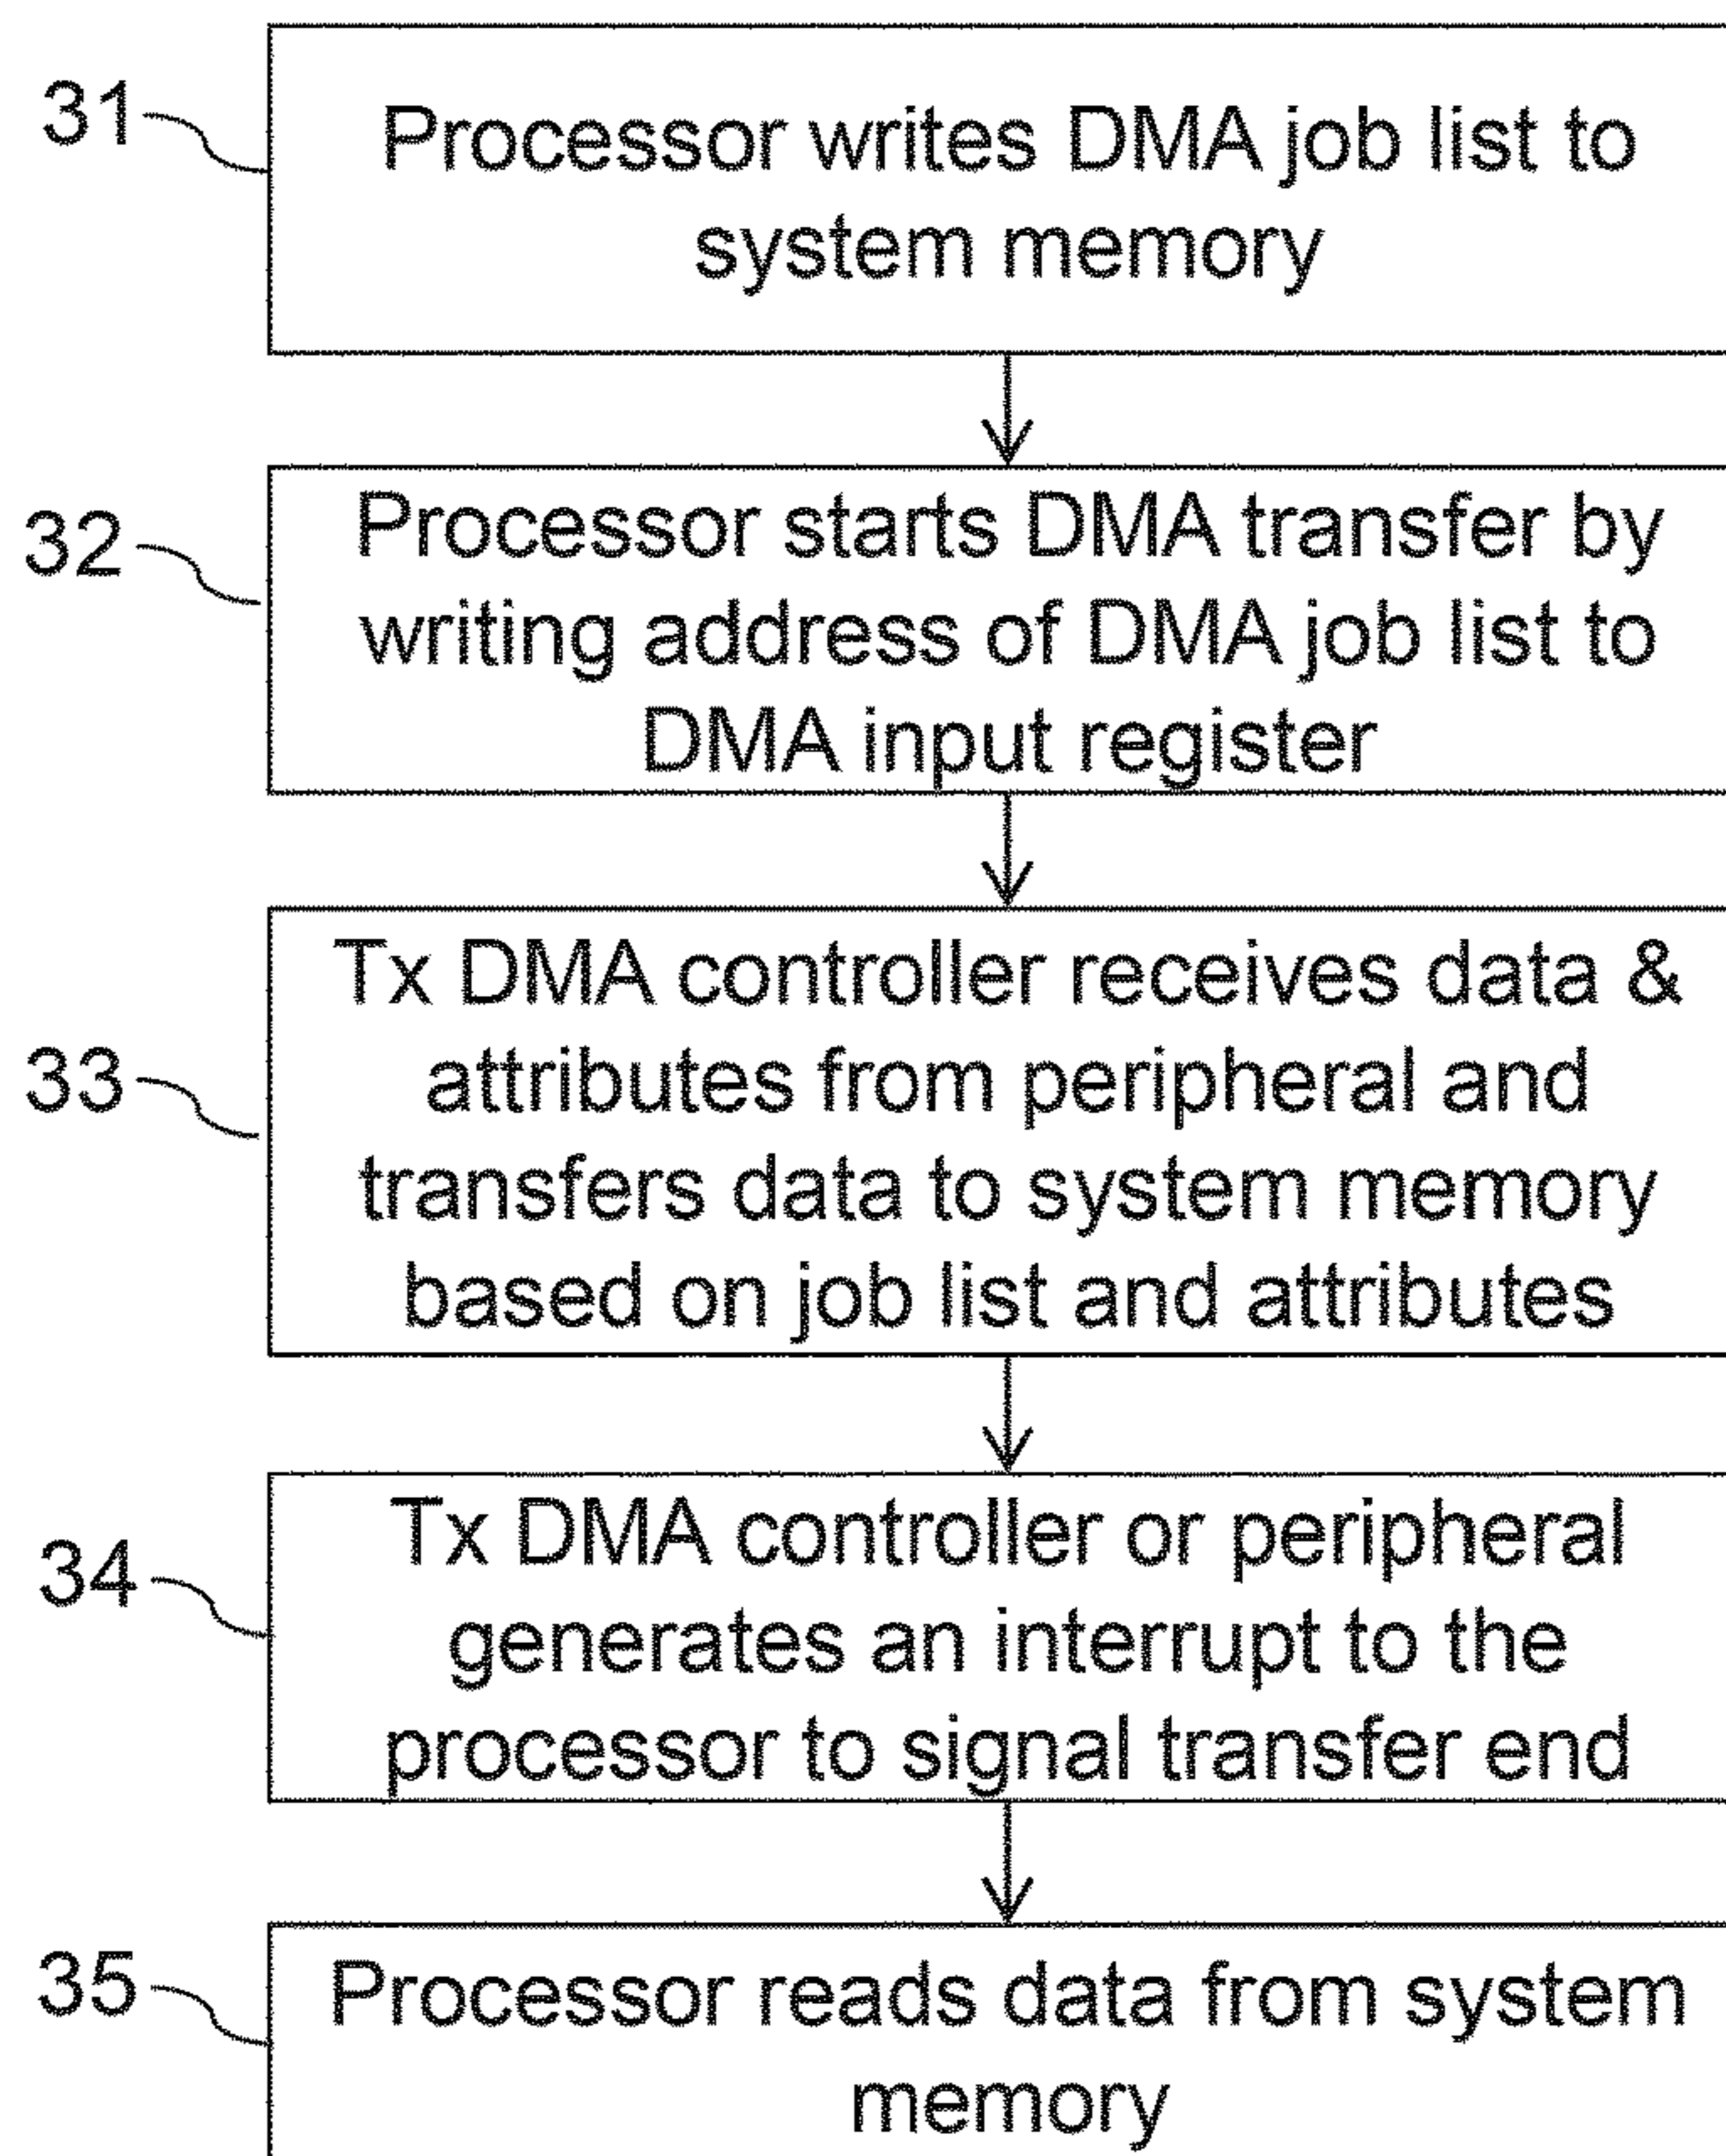 31
Processor writes DMA job list to
system memory
32
Processor starts DMA transfer by
writing address of DMA job list to
DMA input register
33
Tx DMA controller receives data &
attributes from peripheral and
transfers data to system memory
based on job list and attributes
34
Tx DMA controller or peripheral
generates an interrupt to the
processor to signal transfer end
35
Processor reads data from system
memory